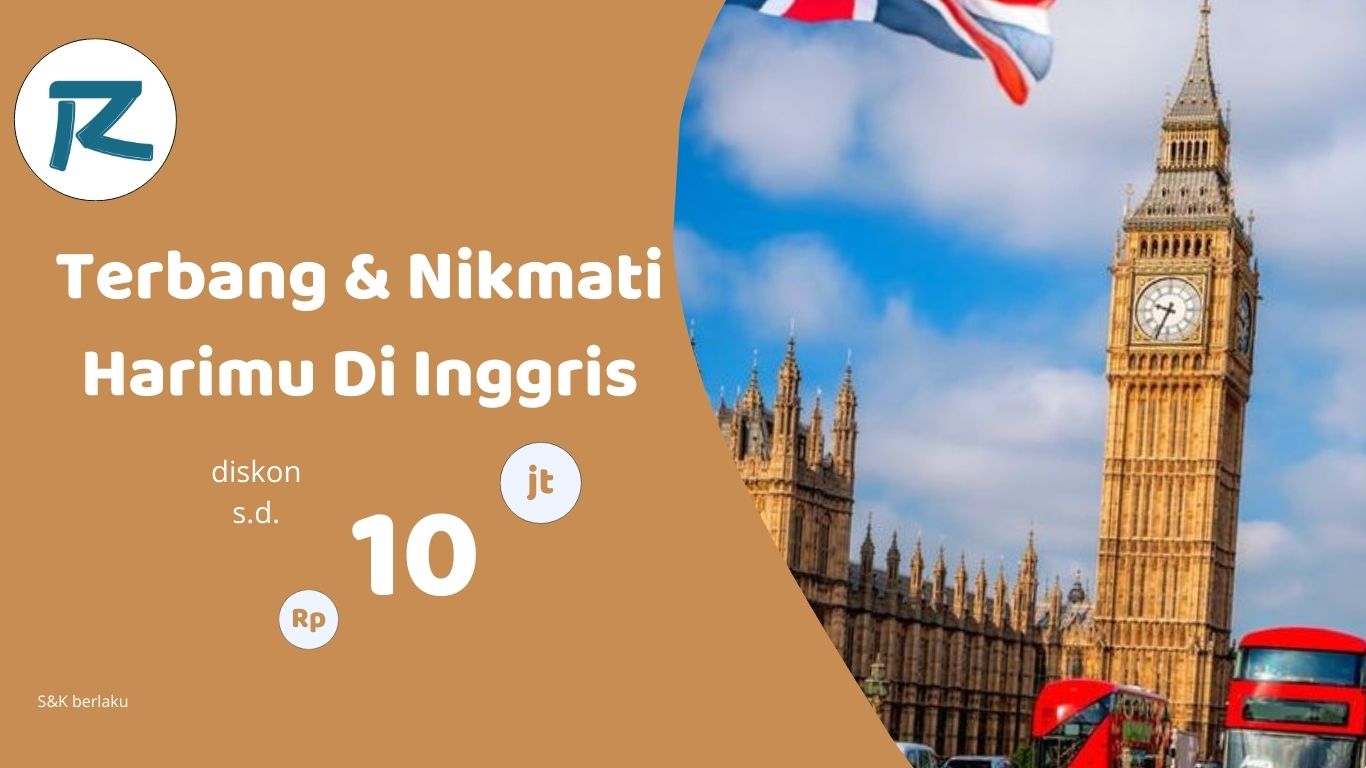 R
Terbang & Nikmati
Harimu Di Inggris
diskon
s.d.
Rp
10
jt
S&K berlaku